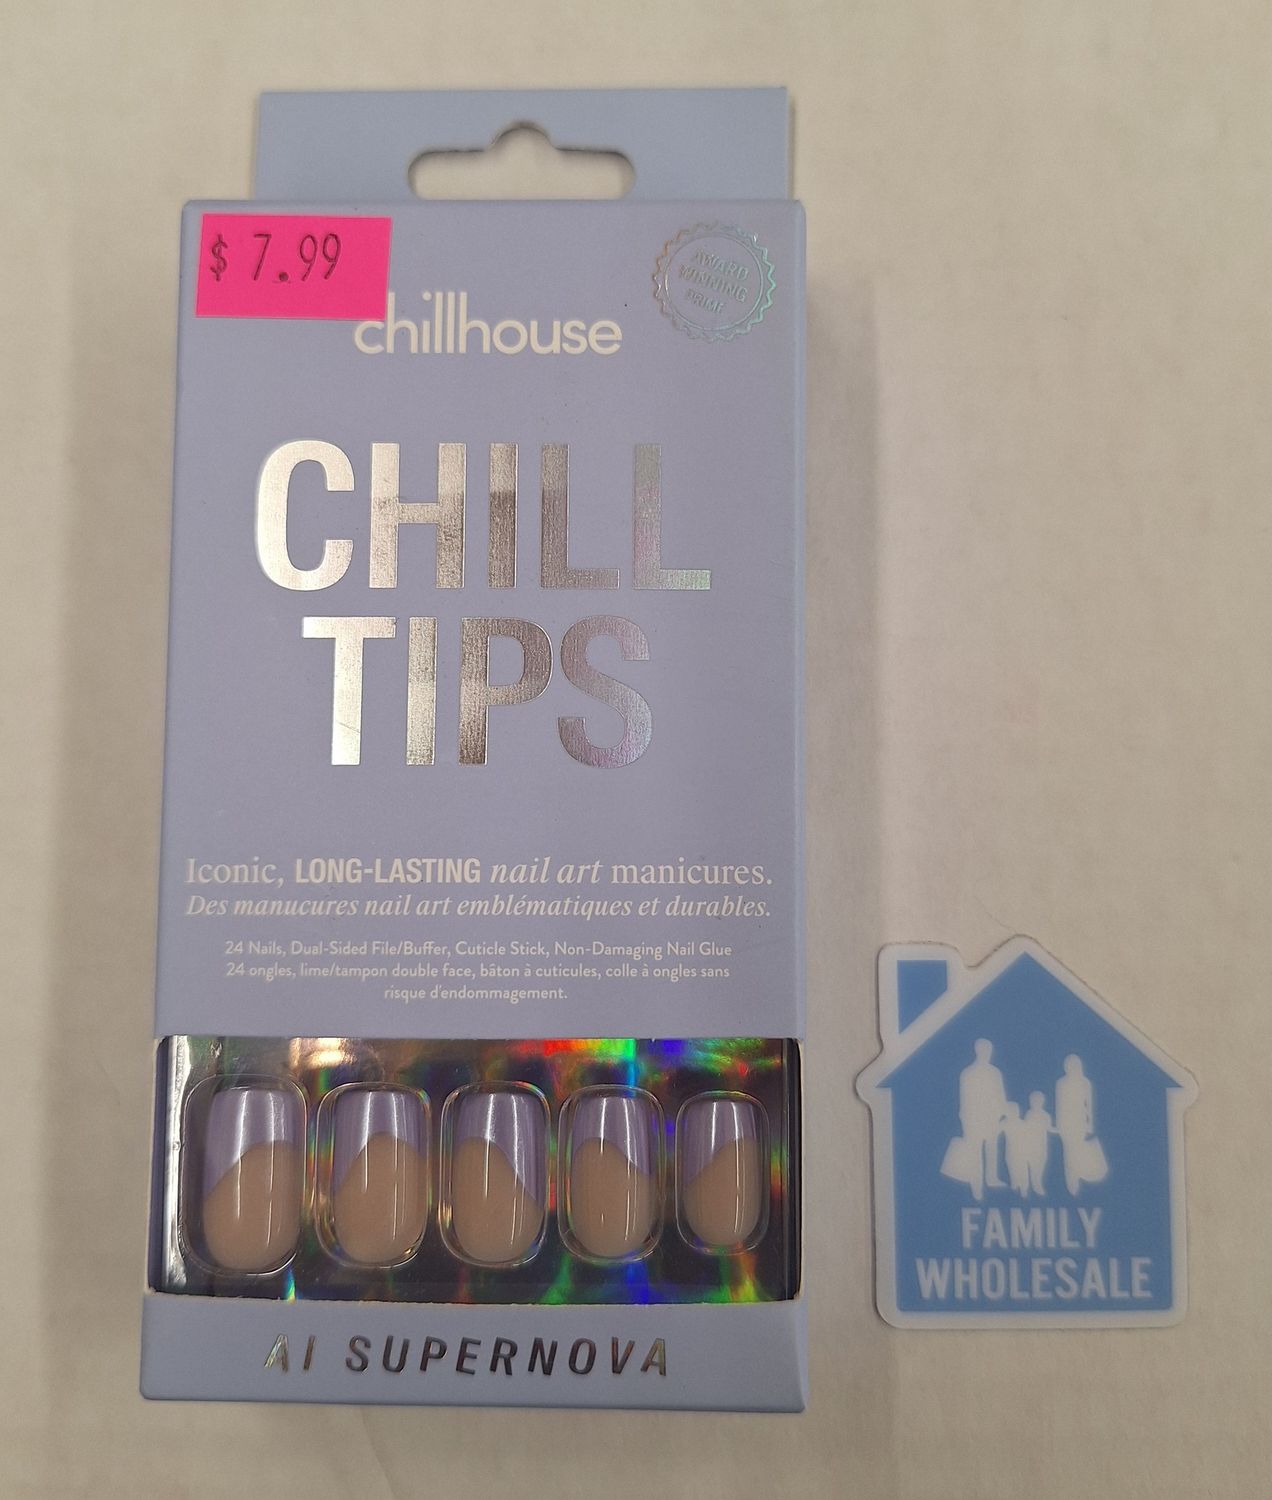 $ 7.99
chillhouse
AWARD
WINNING
PRIME
CHILL
TIPS
Iconic, LONG-LASTING nail art manicures.
Des manucures nail art emblématiques et durables.
24 Nails, Dual-Sided File/Buffer, Cuticle Stick, Non-Damaging Nail Glue
24 ongles, lime/tampon double face, bâton à cuticules, colle à ongles sans
risque d'endommagement.
AI SUPERNOVA
FAMILY
WHOLESALE